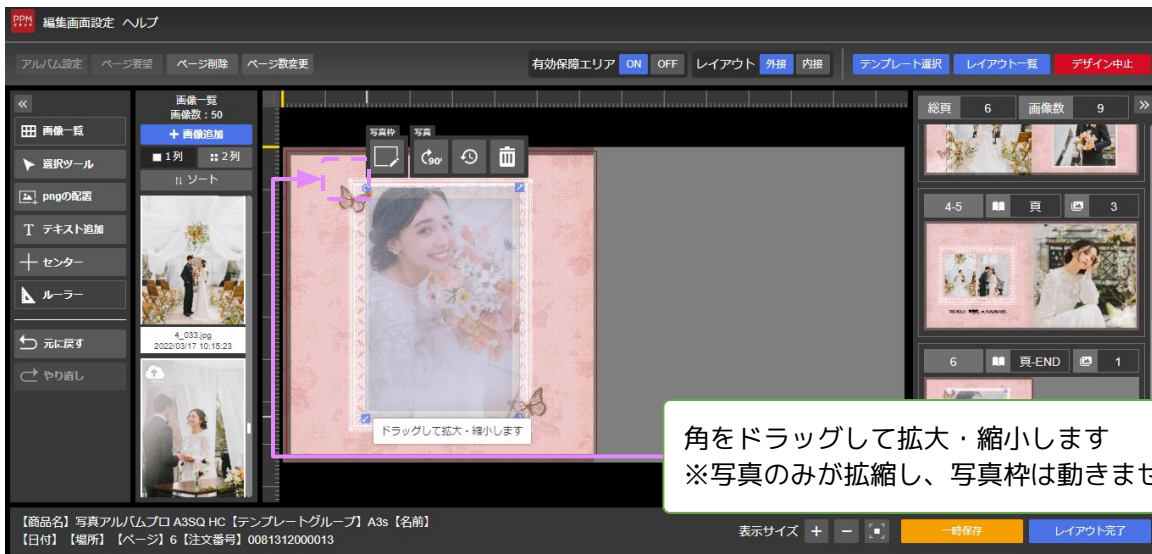 PPM 編集画面設定 ヘルプ
アルバム設定 ページ要望 ページ削除 ページ数変更 有効保障エリア ON OFF レイアウト 外接 内接 テンプレート選択 レイアウト一覧 デザイン中止
«
画像一覧
選択ツール
pngの配置
テキスト追加
センター
ルーラー
元に戻す
やり直し
画像一覧
画像数：50
+ 画像追加
1列 2列
ソート
4_033.jpg
2022/03/17 10:15:23
写真枠 写真
90°
ドラッグして拡大・縮小します
総頁 6 画像数 9 »
4-5 頁 3
6 頁-END 1
角をドラッグして拡大・縮小します
※写真のみが拡縮し、写真枠は動きませ
【商品名】写真アルバムプロ A3SQ HC【テンプレートグループ】A3s【名前】
【日付】【場所】【ページ】6【注文番号】0081312000013
表示サイズ + − 一時保存 レイアウト完了